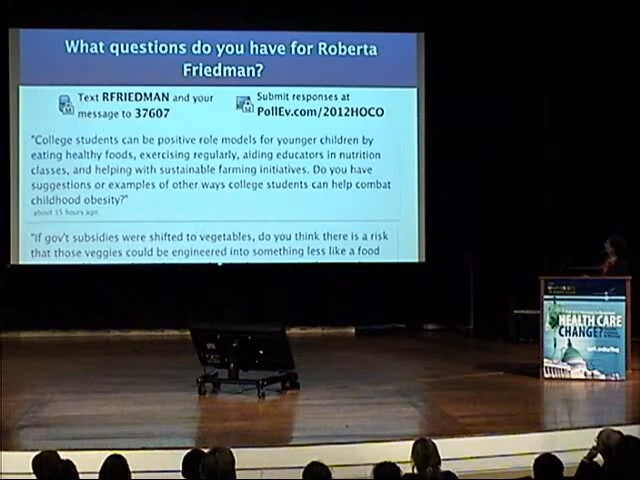 What questions do you have for Roberta
Friedman?
Text RFRIEDMAN and your
message to 37607
Submit responses at
PollEv.com/2012HOCO
"College students can be positive role models for younger children by
eating healthy foods, exercising regularly, aiding educators in nutrition
classes, and helping with sustainable farming initiatives. Do you have
suggestions or examples of other ways college students can help combat
childhood obesity?"
about 15 hours ago
"If gov't subsidies were shifted to vegetables, do you think there is a risk
that those veggies could be engineered into something less like a food
HEALTH CARE
CHANGE?